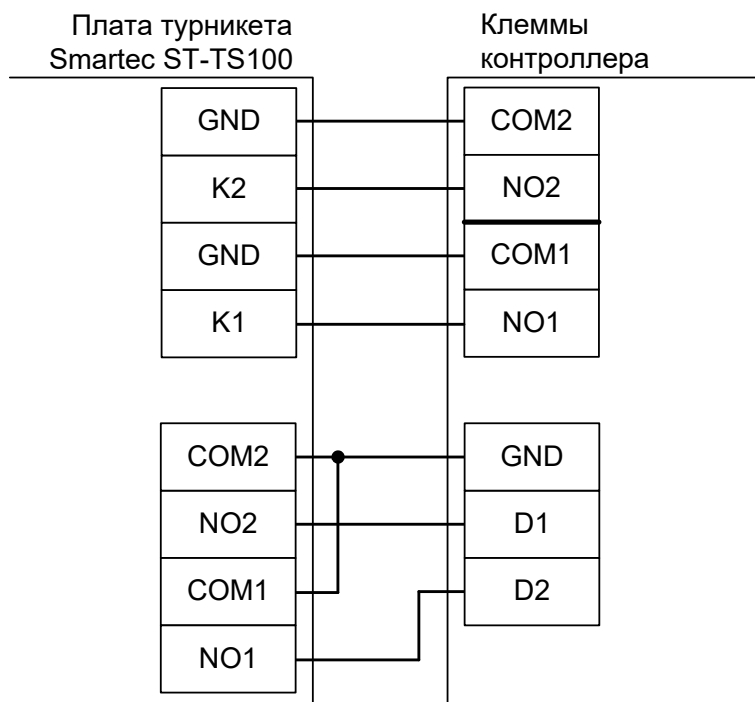 Плата турникета
Smartec ST-TS100
Клеммы
контроллера
GND
COM2
K2
NO2
GND
COM1
K1
NO1
COM2
GND
NO2
D1
COM1
D2
NO1